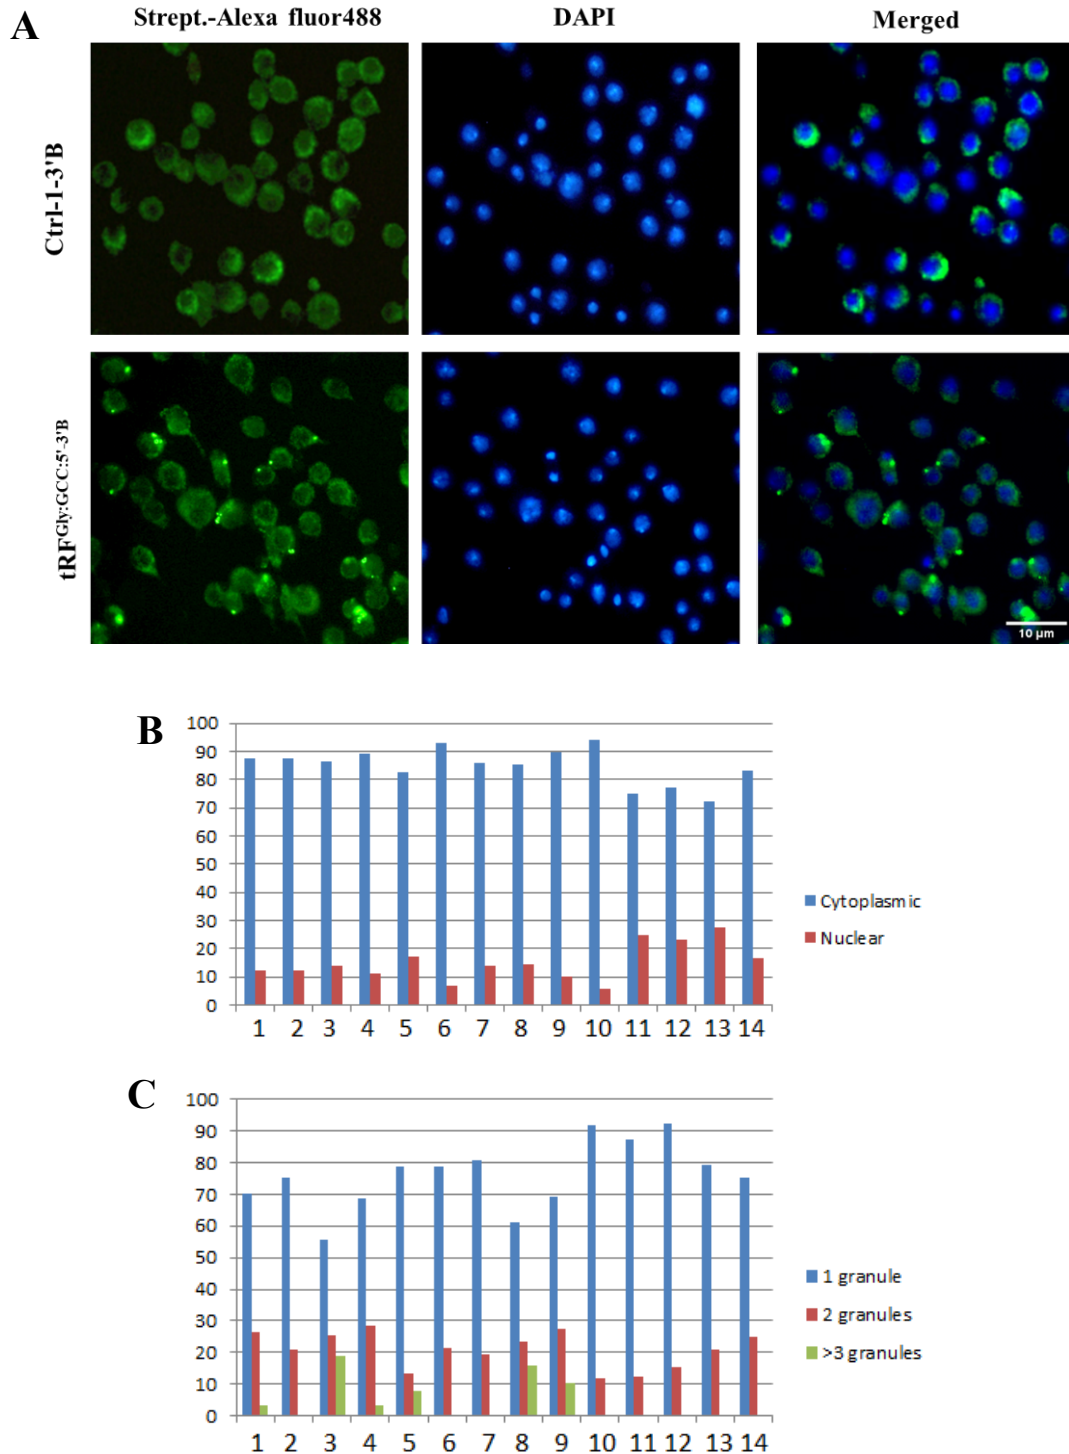 A
Strept.-Alexa fluor488 DAPI Merged
Ctrl-1-3'B
tRFGly:GCC:5'-3'B
10 µm
B
100
90
80
70
60
50
40
30
20
10
0
1 2 3 4 5 6 7 8 9 10 11 12 13 14
Cytoplasmic
Nuclear
C
100
90
80
70
60
50
40
30
20
10
0
1 2 3 4 5 6 7 8 9 10 11 12 13 14
1 granule
2 granules
>3 granules